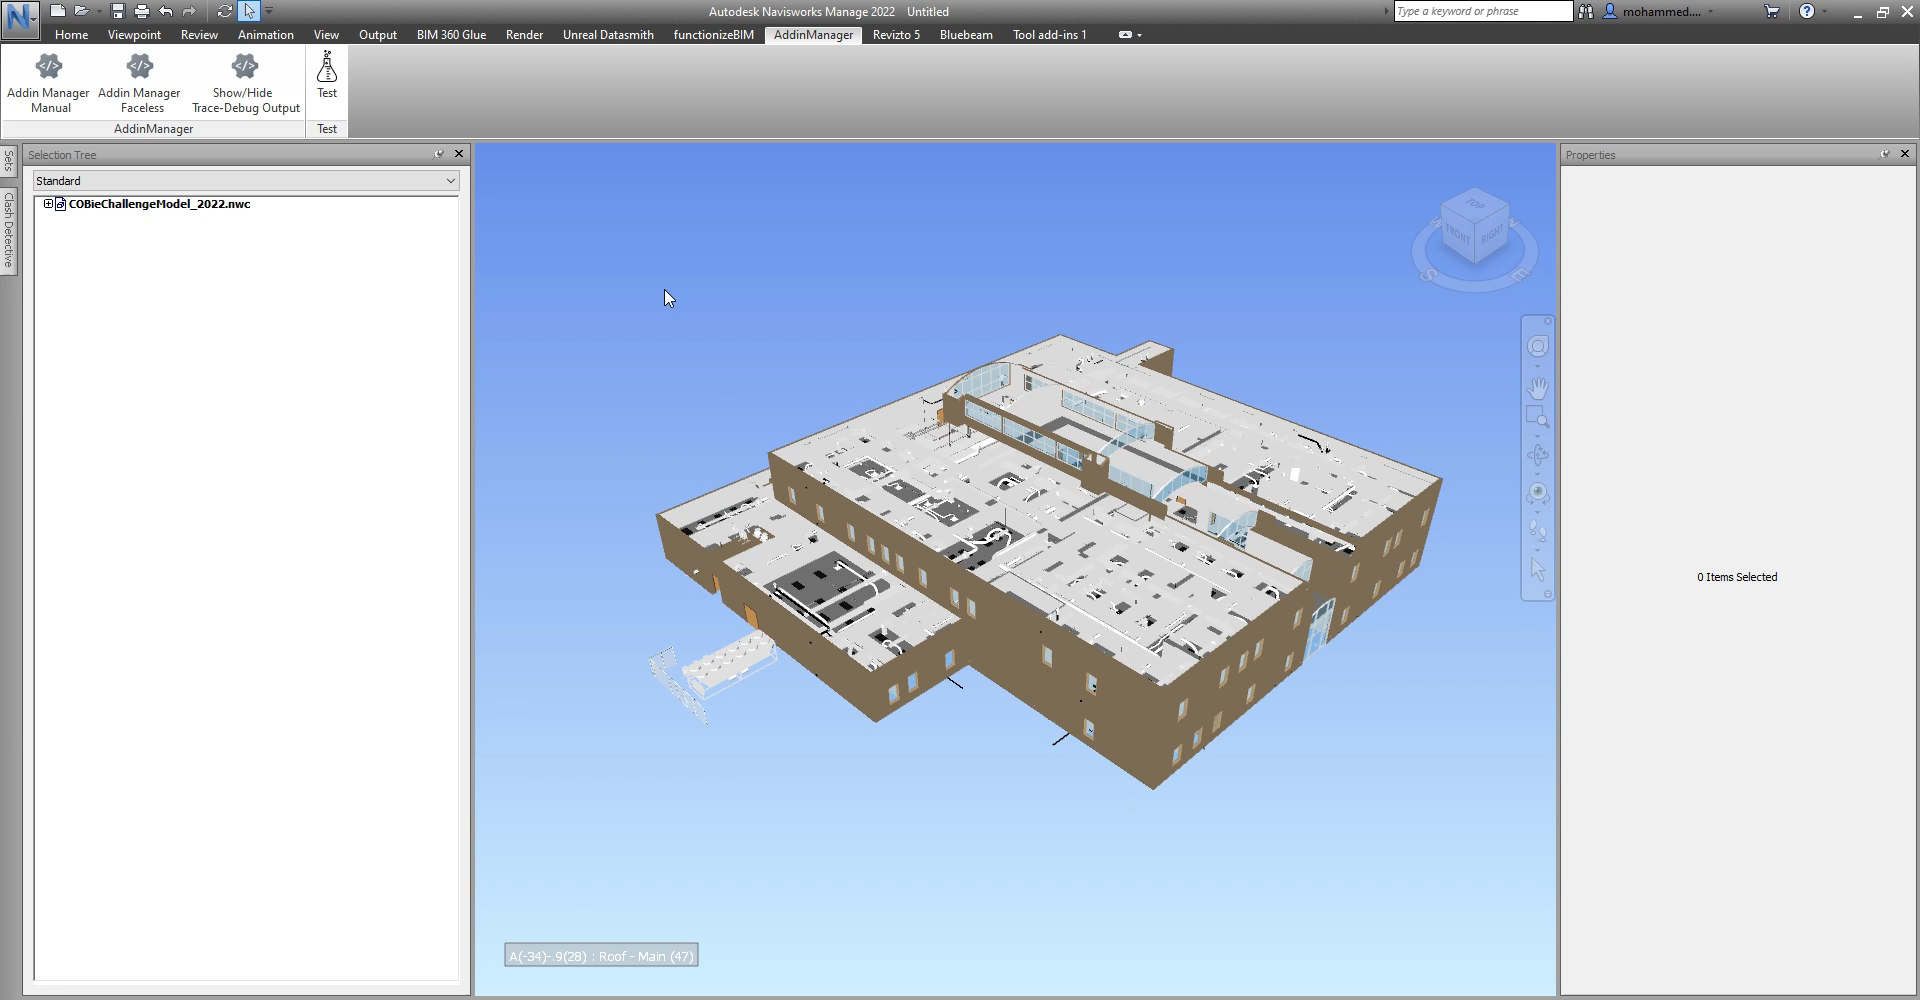 Autodesk Navisworks Manage 2022 Untitled
Type a keyword or phrase
mohammed....
Home Viewpoint Review Animation View Output BIM 360 Glue Render Unreal Datasmith functionizeBIM AddinManager Revizto 5 Bluebeam Tool add-ins 1
Addin Manager Manual
Addin Manager Faceless
Show/Hide Trace-Debug Output
Test
AddinManager
Test
Sets
Clash Detective
Selection Tree
Standard
COBieChallengeModel_2022.nwc
TOP
FRONT
RIGHT
S
E
A(-34)-.9(28) : Roof - Main (47)
Properties
0 Items Selected